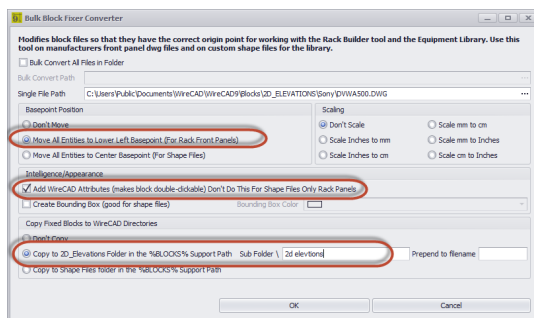 Bulk Block Fixer Converter
Modifies block files so that they have the correct origin point for working with the Rack Builder tool and the Equipment Library. Use this
tool on manufacturers front panel dwg files and on custom shape files for the library.
Bulk Convert All Files in Folder
Bulk Convert Path
Single File Path C:\Users\Public\Documents\WireCAD\WireCAD9\Blocks\2D_ELEVATIONS\Sony\DVWA500.DWG ...
Basepoint Position Scaling
Don't Move Don't Scale Scale mm to cm
Move All Entities to Lower Left Basepoint (For Rack Front Panels) Scale Inches to mm Scale mm to Inches
Move All Entities to Center Basepoint (For Shape Files) Scale Inches to cm Scale cm to Inches
Intelligence/Appearance
Add WireCAD Attributes (makes block double-clickable) Don't Do This For Shape Files Only Rack Panels
Create Bounding Box (good for shape files) Bounding Box Color
Copy Fixed Blocks to WireCAD Directories
Don't Copy
Copy to 2D_Elevations Folder in the %BLOCKS% Support Path Sub Folder \ 2d elevtions Prepend to filename
Copy to Shape Files folder in the %BLOCKS% Support Path
OK Cancel